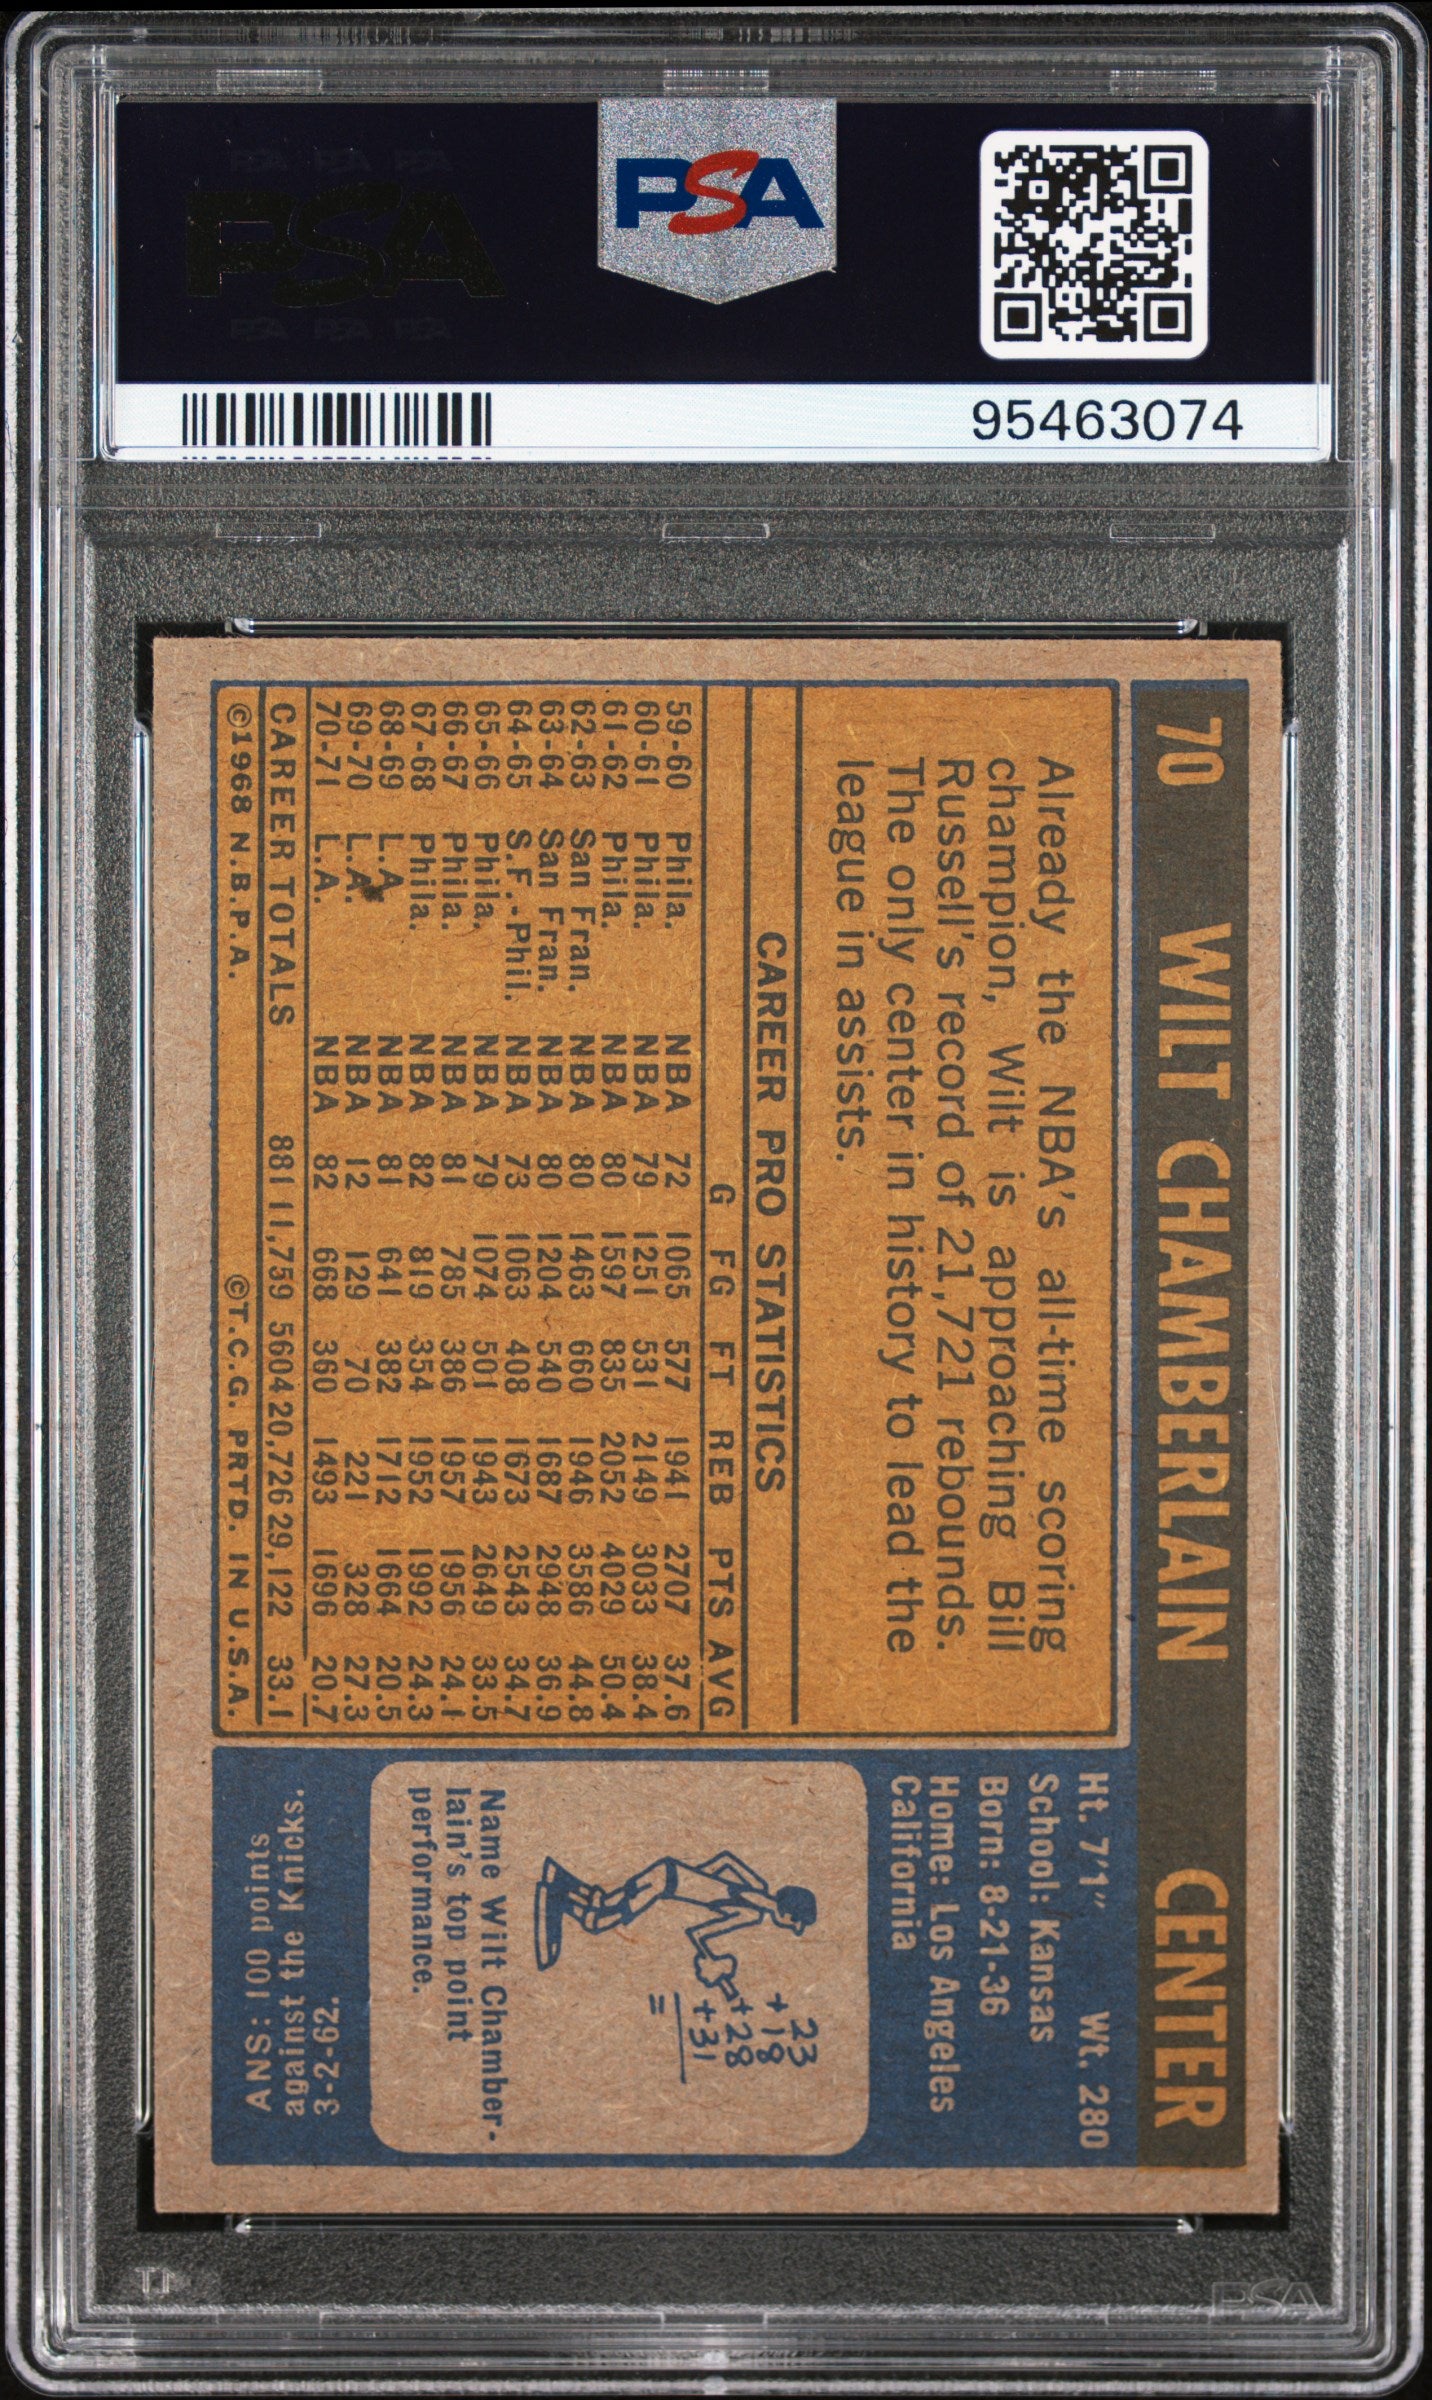 PSA
95463074
70 WILT CHAMBERLAIN CENTER
Already the NBA's all-time scoring
champion, Wilt is approaching Bill
Russell's record of 21,721 rebounds.
The only center in history to lead the
league in assists.
CAREER PRO STATISTICS
G FG FT REB PTS AVG
59-60 Phila. NBA 72 1065 577 1941 2707 37.6
60-61 Phila. NBA 79 1251 531 2149 3033 38.4
61-62 Phila. NBA 80 1597 835 2052 4029 50.4
62-63 San Fran. NBA 80 1463 660 1946 3586 44.8
63-64 San Fran. NBA 80 1204 540 1687 2948 36.9
64-65 S.F.-Phil. NBA 73 1063 408 1673 2543 34.7
65-66 Phila. NBA 79 1074 501 1943 2649 33.5
66-67 Phila. NBA 81 785 386 1957 1956 24.1
67-68 Phila. NBA 82 819 354 1952 1992 24.3
68-69 L.A. NBA 81 641 382 1712 1664 20.5
69-70 L.A. NBA 12 129 70 221 328 27.3
70-71 L.A. NBA 82 668 360 1493 1696 20.7
CAREER TOTALS 881 11,759 5604 20,726 29,122 33.1
©1968 N.B.P.A. ©T.C.G. PRTD. IN U.S.A.
Ht. 7'1" Wt. 280
School: Kansas
Born: 8-21-36
Home: Los Angeles
California
23
+18
+28
+31
=
Name Wilt Chamber-
lain's top point
performance.
ANS: 100 points
against the Knicks.
3-2-62.
PSA
PSA PSA PSA
PSA
PSA PSA PSA